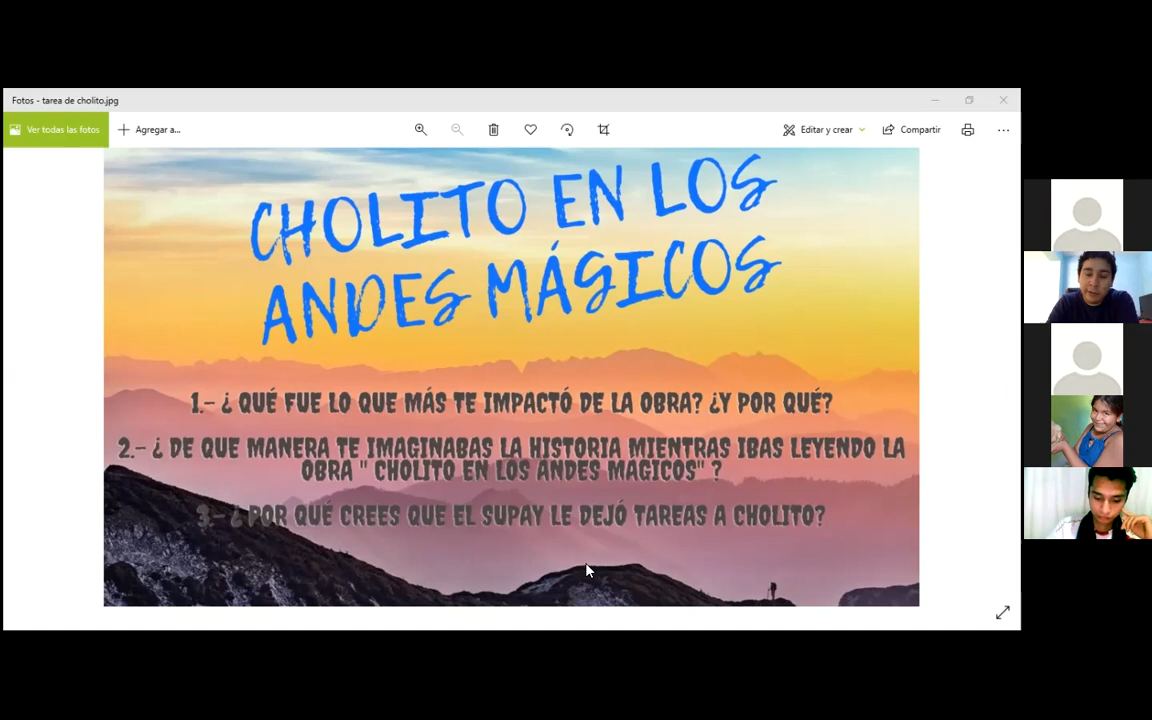 Fotos - tarea de cholito.jpg
Ver todas las fotos
Agregar a...
Editar y crear
Compartir
CHOLITO EN LOS
ANDES MÁGICOS
1.- ¿ QUÉ FUE LO QUE MÁS TE IMPACTÓ DE LA OBRA? ¿Y POR QUÉ?
2.- ¿ DE QUE MANERA TE IMAGINABAS LA HISTORIA MIENTRAS IBAS LEYENDO LA
OBRA " CHOLITO EN LOS ANDES MAGICOS" ?
3.- ¿ POR QUÉ CREES QUE EL SUPAY LE DEJÓ TAREAS A CHOLITO?